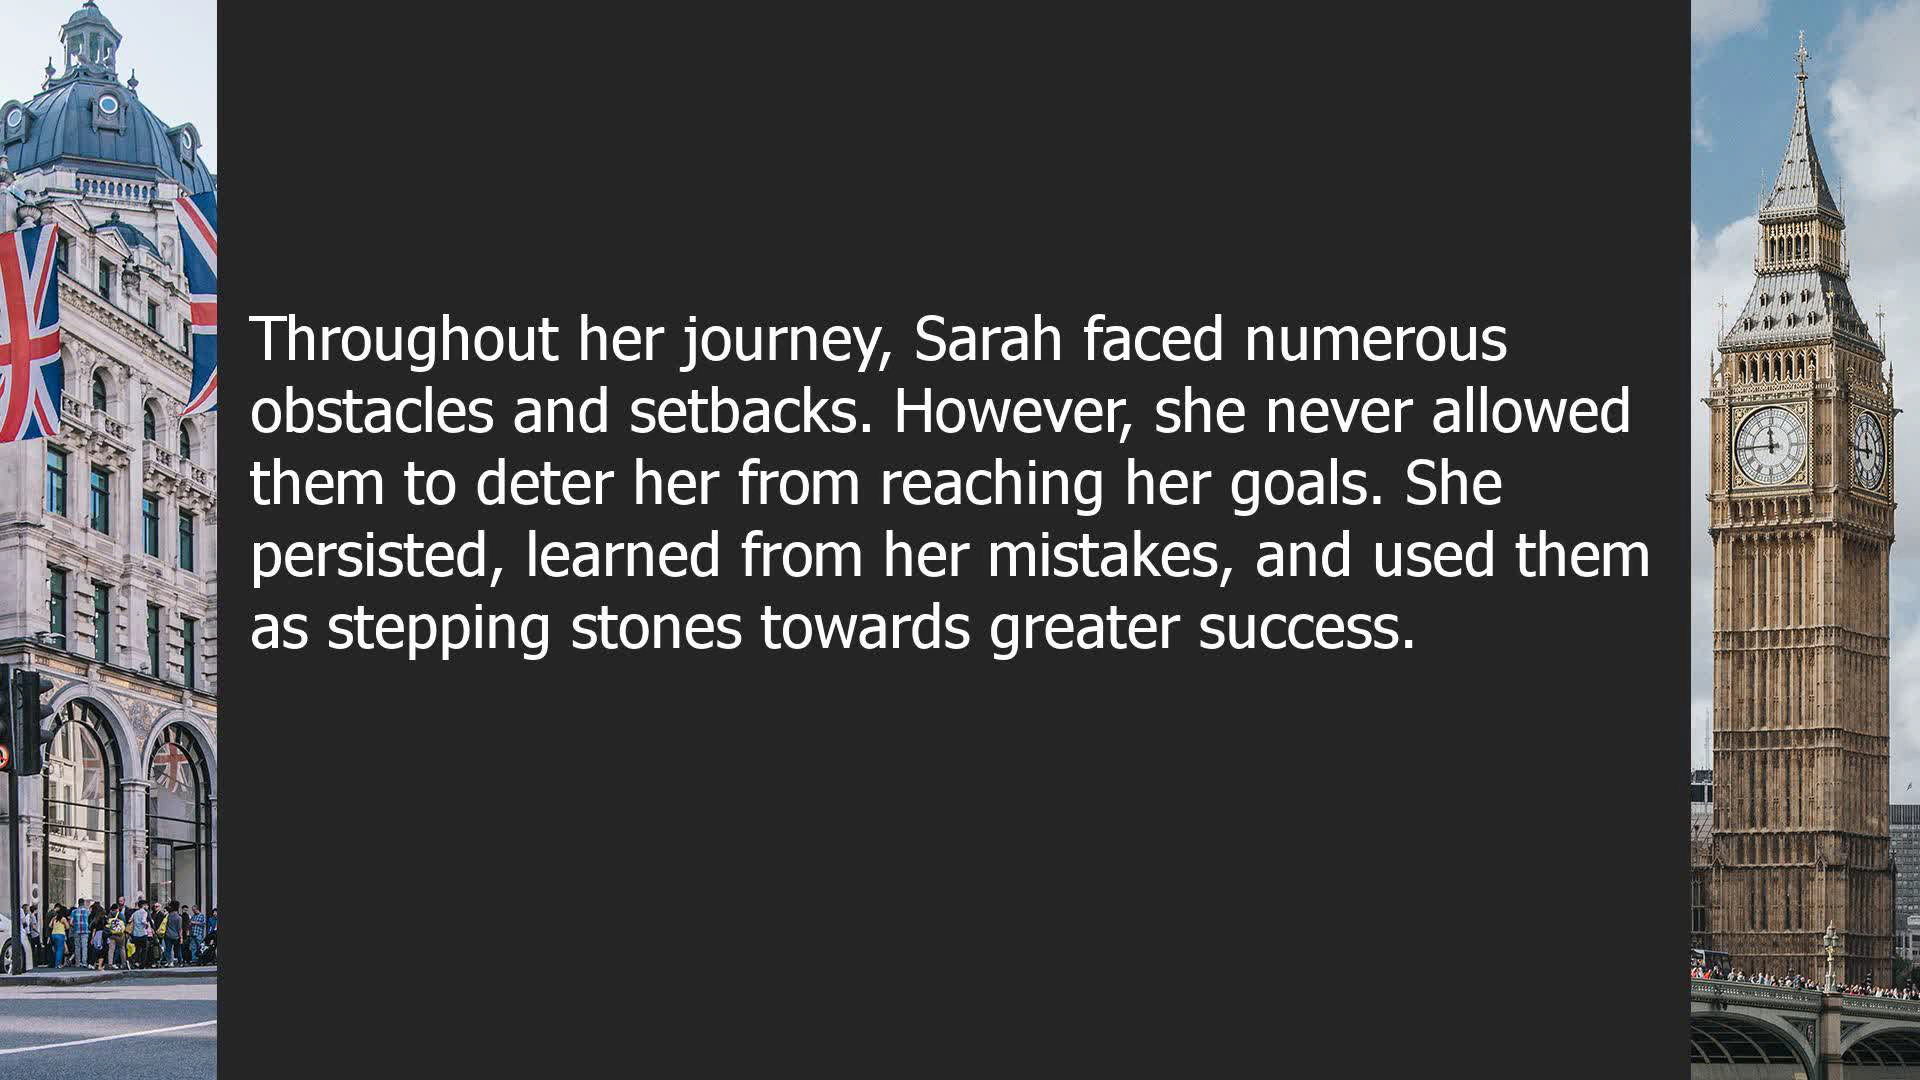 Throughout her journey, Sarah faced numerous
obstacles and setbacks. However, she never allowed
them to deter her from reaching her goals. She
persisted, learned from her mistakes, and used them
as stepping stones towards greater success.